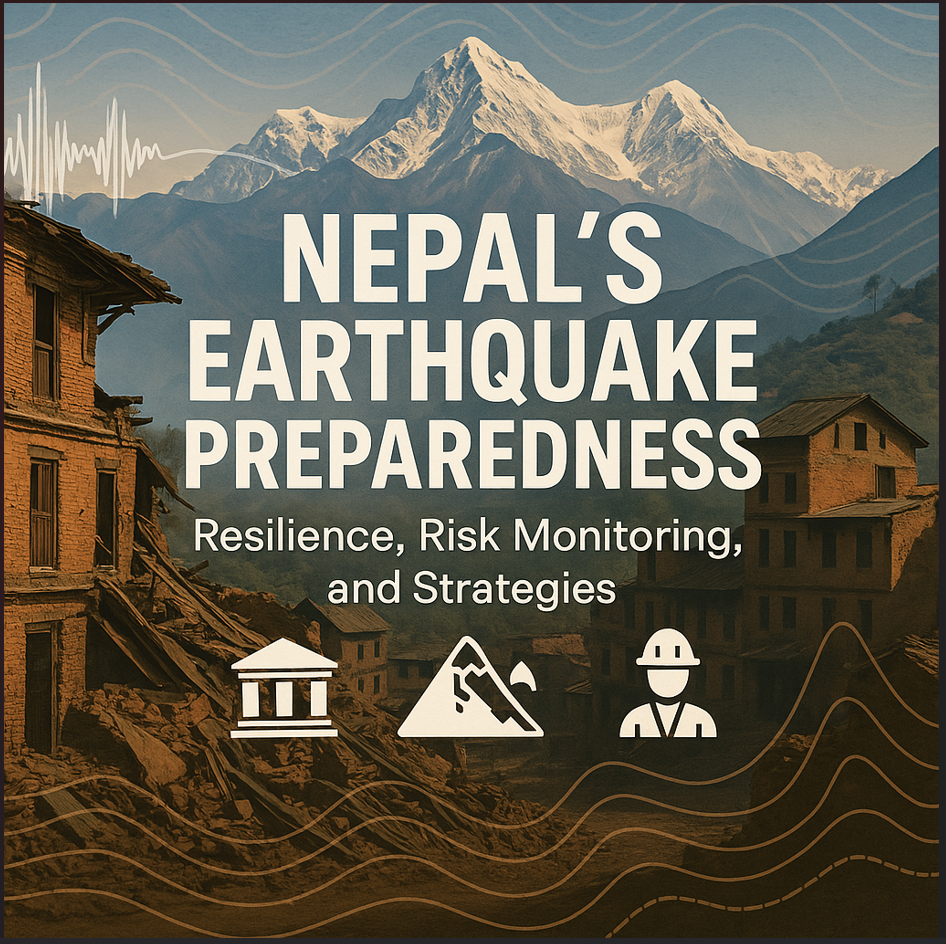 NEPAL’S
EARTHQUAKE
PREPAREDNESS
Resilience, Risk Monitoring,
and Strategies